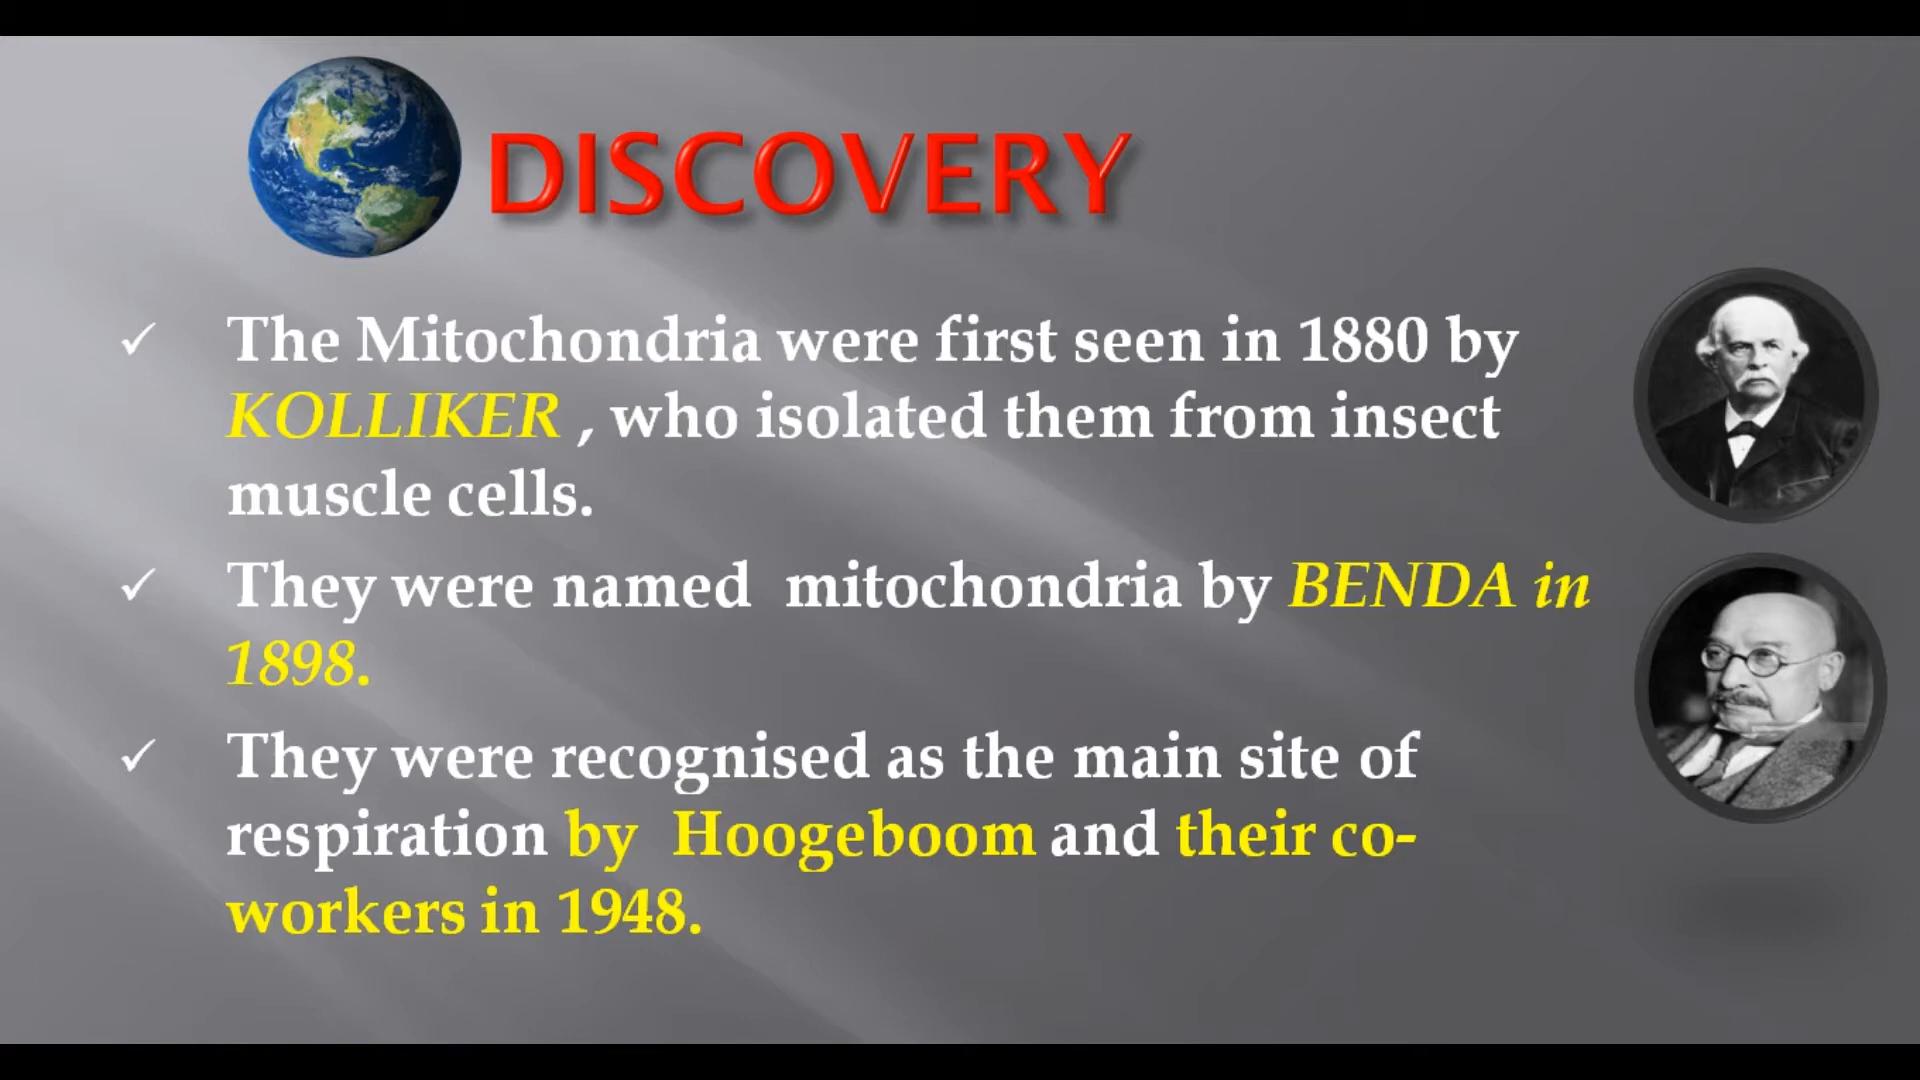 DISCOVERY
✓ The Mitochondria were first seen in 1880 by
KOLLIKER , who isolated them from insect
muscle cells.
✓ They were named mitochondria by BENDA in
1898.
✓ They were recognised as the main site of
respiration by Hoogeboom and their co-
workers in 1948.